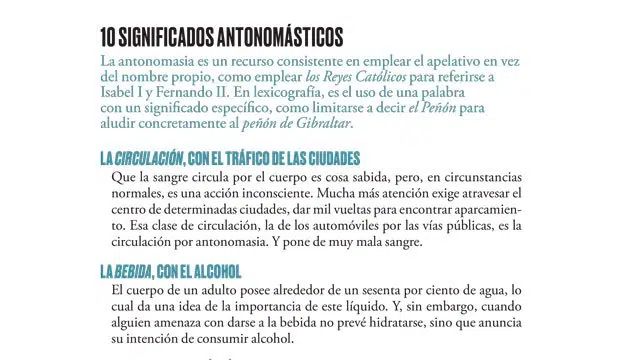 10 SIGNIFICADOS ANTONOMÁSTICOS
La antonomasia es un recurso consistente en emplear el apelativo en vez
del nombre propio, como emplear los Reyes Católicos para referirse a
Isabel I y Fernando II. En lexicografía, es el uso de una palabra
con un significado específico, como limitarse a decir el Peñón para
aludir concretamente al peñón de Gibraltar.
LA CIRCULACIÓN, CON EL TRÁFICO DE LAS CIUDADES
Que la sangre circula por el cuerpo es cosa sabida, pero, en circunstancias
normales, es una acción inconsciente. Mucha más atención exige atravesar el
centro de determinadas ciudades, dar mil vueltas para encontrar aparcamien-
to. Esa clase de circulación, la de los automóviles por las vías públicas, es la
circulación por antonomasia. Y pone de muy mala sangre.
LA BEBIDA, CON EL ALCOHOL
El cuerpo de un adulto posee alrededor de un sesenta por ciento de agua, lo
cual da una idea de la importancia de este líquido. Y, sin embargo, cuando
alguien amenaza con darse a la bebida no prevé hidratarse, sino que anuncia
su intención de consumir alcohol.